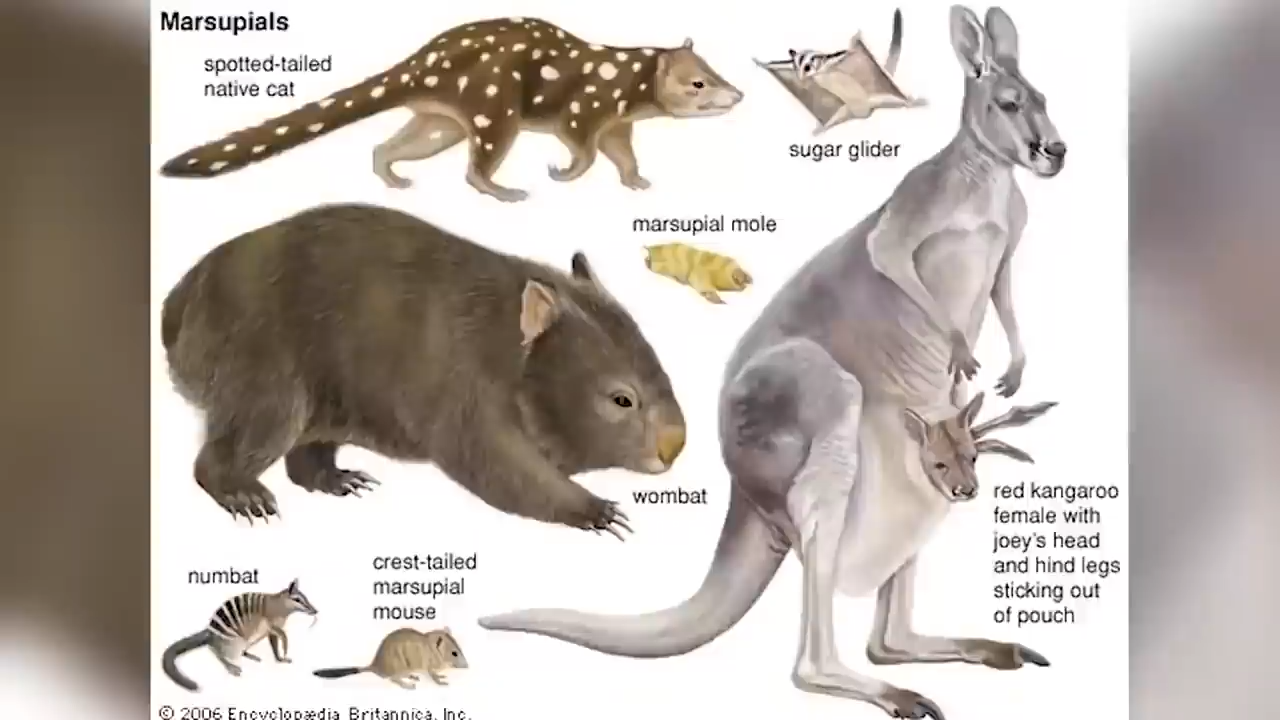 Marsupials
spotted-tailed
native cat
sugar glider
marsupial mole
wombat
red kangaroo
female with
joey's head
and hind legs
sticking out
of pouch
numbat
crest-tailed
marsupial
mouse
© 2006 Encyclopædia Britannica, Inc.